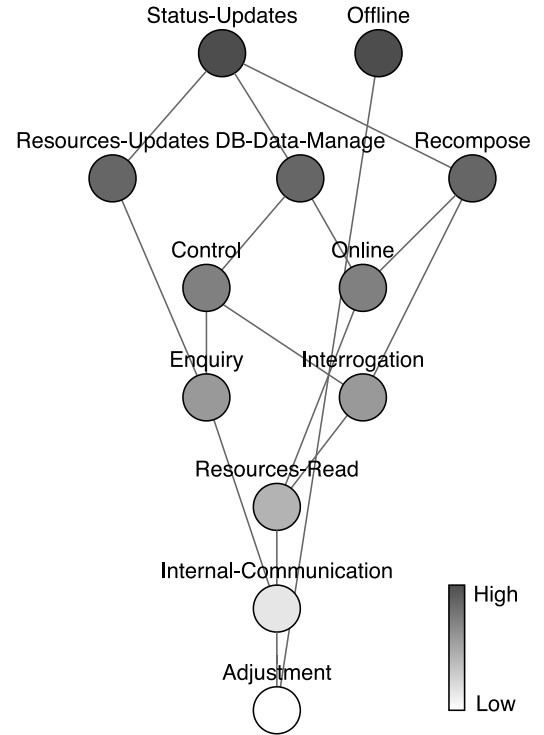 Status-Updates Offline
Resources-Updates DB-Data-Manage Recompose
Control Online
Enquiry Interrogation
Resources-Read
Internal-Communication
High
Adjustment
Low